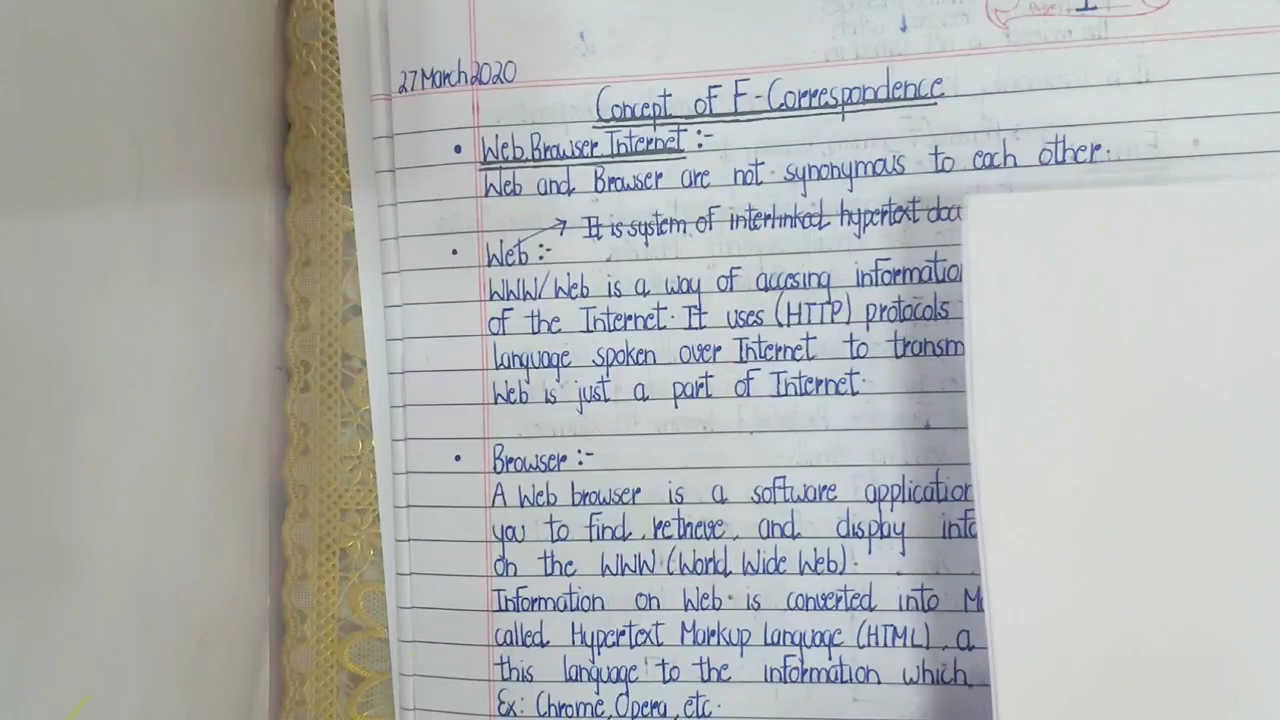 Page: 1
27 March 2020
Concept of E-Correspondence
• Web, Browser, Internet :-
Web and Browser are not synonymous to each other.
→ It is system of interlinked hypertext doc
• Web :-
WWW/Web is a way of accesing informatio
of the Internet. It uses (HTTP) protocols
language spoken over Internet to transm
Web is just a part of Internet.
• Browser :-
A Web browser is a software application
you to find, retrieve, and display info
on the WWW (World Wide Web).
Information on Web is converted into M
called Hypertext Markup Language (HTML), a
this language to the information which
Ex: Chrome, Opera, etc.